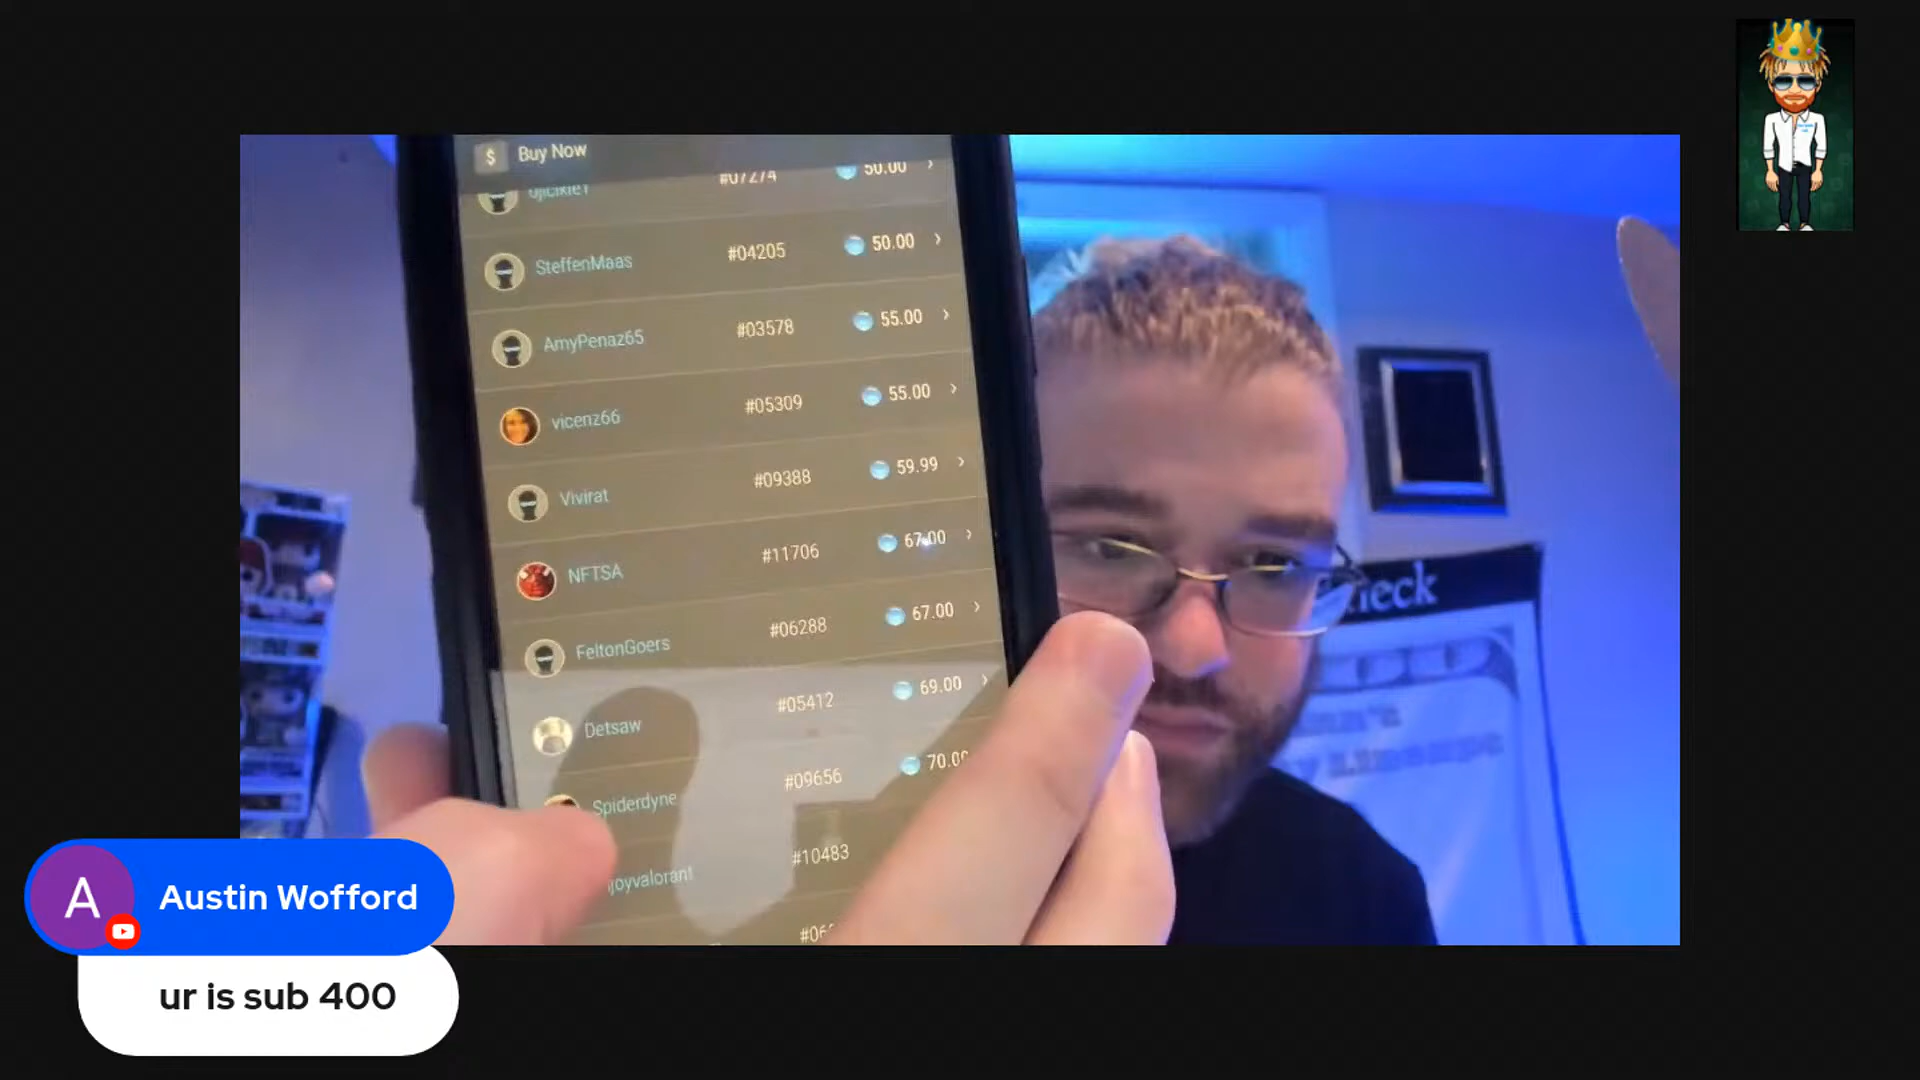 $ Buy Now
#07274 50.00
SteffenMaas #04205 50.00
AmyPenaz65 #03578 55.00
vicenz66 #05309 55.00
Vivirat #09388 59.99
NFTSA #11706 67.00
FeltonGoers #06288 67.00
Detsaw #05412 69.00
Spiderdyne #09656 70.00
joyvalorant #10483
A Austin Wofford
ur is sub 400